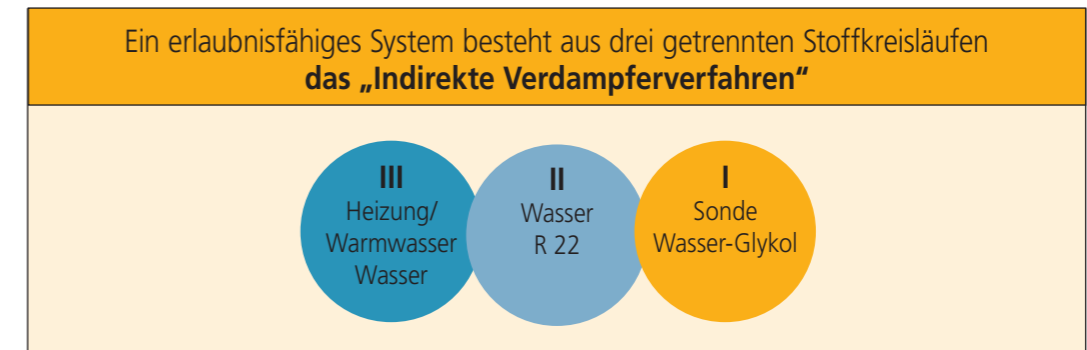 Ein erlaubnisfähiges System besteht aus drei getrennten Stoffkreisläufen
das „Indirekte Verdampferverfahren“
III
Heizung/
Warmwasser
Wasser
II
Wasser
R 22
I
Sonde
Wasser-Glykol